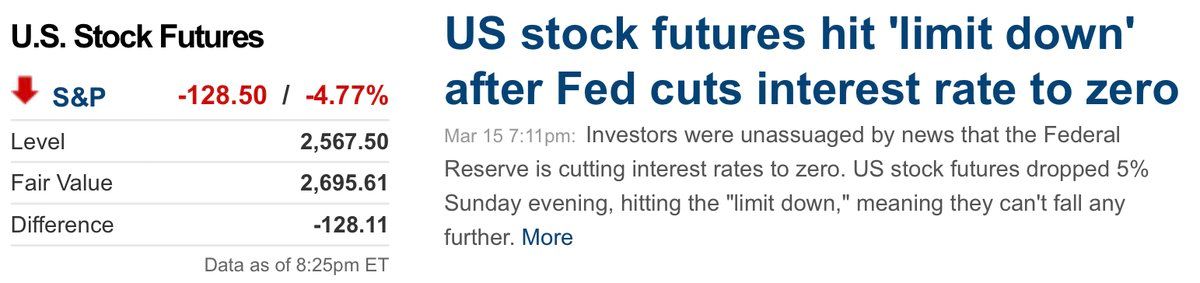 U.S. Stock Futures
S&P -128.50 / -4.77%
Level 2,567.50
Fair Value 2,695.61
Difference -128.11
Data as of 8:25pm ET
US stock futures hit 'limit down'
after Fed cuts interest rate to zero
Mar 15 7:11pm: Investors were unassuaged by news that the Federal
Reserve is cutting interest rates to zero. US stock futures dropped 5%
Sunday evening, hitting the "limit down," meaning they can't fall any
further. More